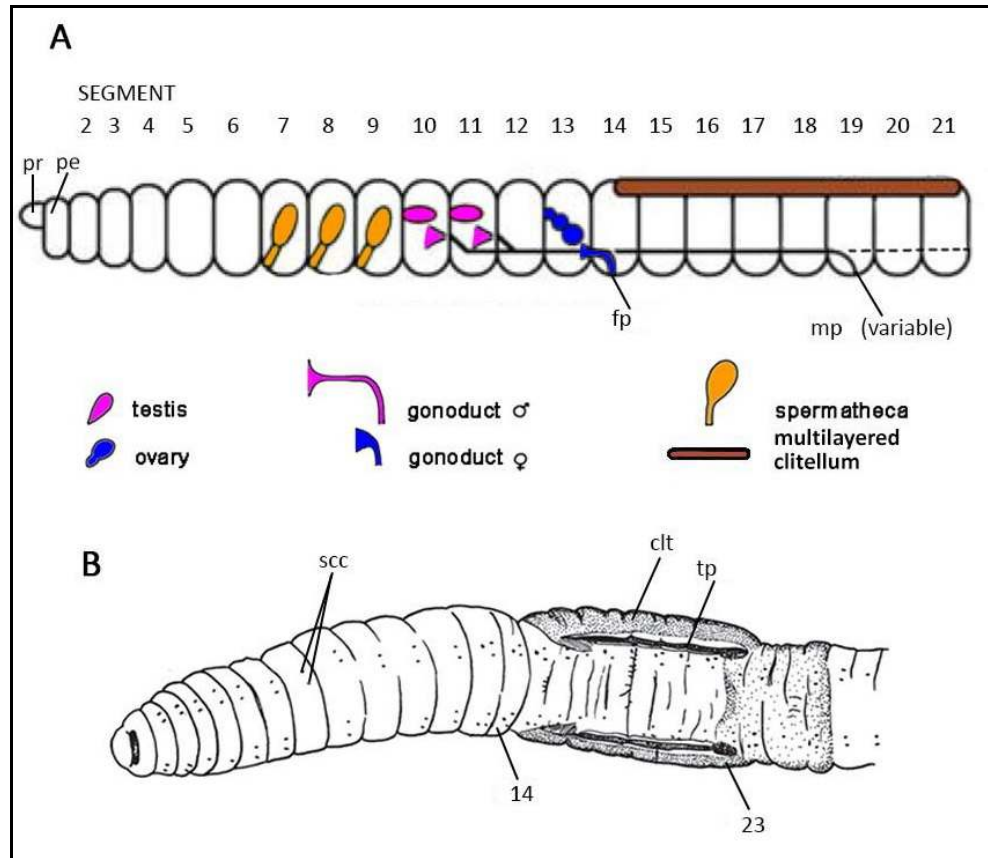 A
SEGMENT
2 3 4 5 6 7 8 9 10 11 12 13 14 15 16 17 18 19 20 21
pr pe
fp
mp (variable)
testis
gonoduct ♂
spermatheca
ovary
gonoduct ♀
multilayered
clitellum
B
scc
clt
tp
14
23